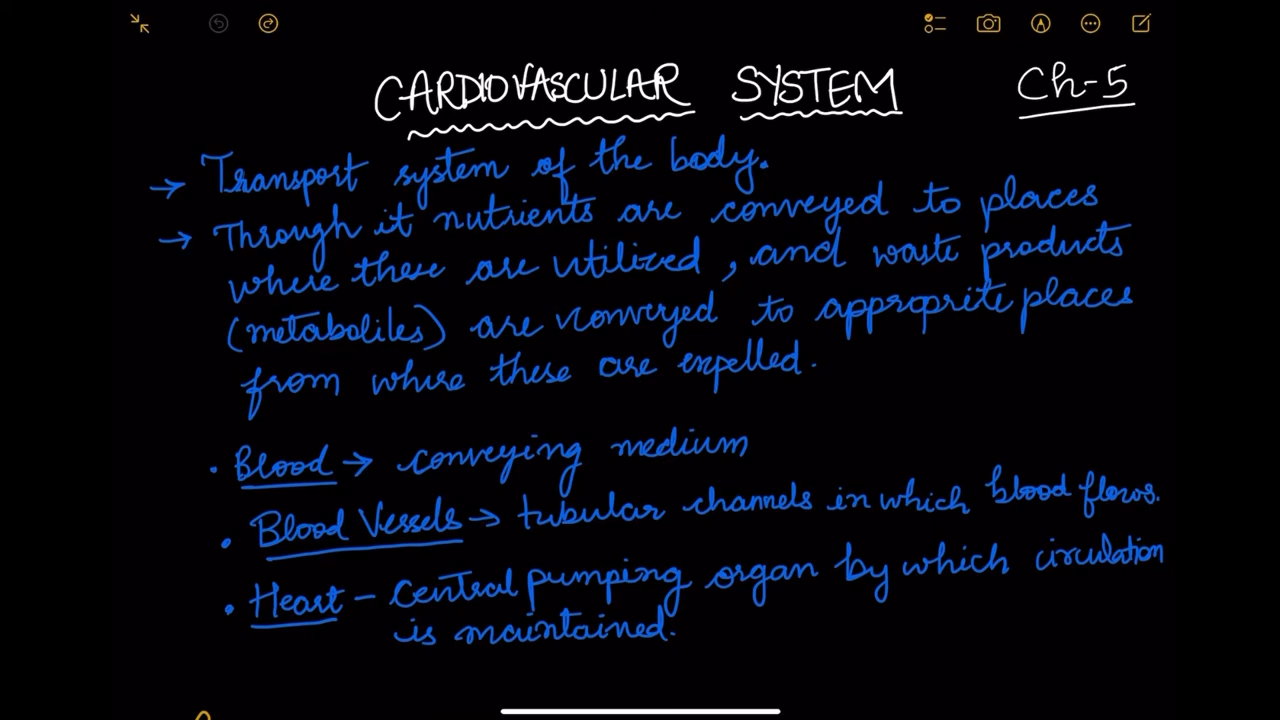 CARDIOVASCULAR SYSTEM Ch-5
→ Transport system of the body.
→ Through it nutrients are conveyed to places
where these are utilized, and waste products
(metabolites) are conveyed to approprite places
from where these are expelled.
• Blood → conveying medium
• Blood Vessels → tubular channels in which blood flows.
• Heart - Central pumping organ by which circulation
is maintained.